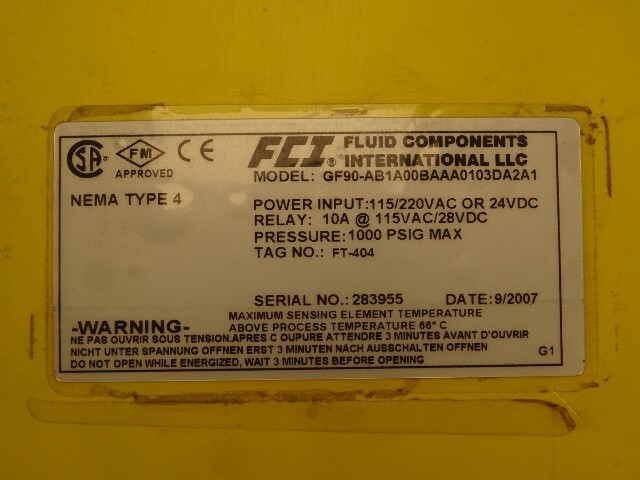 SA FM CE FCI® FLUID COMPONENTS
APPROVED INTERNATIONAL LLC
MODEL: GF90-AB1A00BAAA0103DA2A1
NEMA TYPE 4
POWER INPUT:115/220VAC OR 24VDC
RELAY: 10A @ 115VAC/28VDC
PRESSURE:1000 PSIG MAX
TAG NO.: FT-404
SERIAL NO.: 283955 DATE:9/2007
MAXIMUM SENSING ELEMENT TEMPERATURE
-WARNING- ABOVE PROCESS TEMPERATURE 66°C
NE PAS OUVRIR SOUS TENSION.APRES C OUPURE ATTENDRE 3 MINUTES AVANT D'OUVRIR
NICHT UNTER SPANNUNG OFFNEN ERST 3 MINUTEN NACH AUSSCHALTEN OFFNEN
DO NOT OPEN WHILE ENERGIZED, WAIT 3 MINUTES BEFORE OPENING
G1